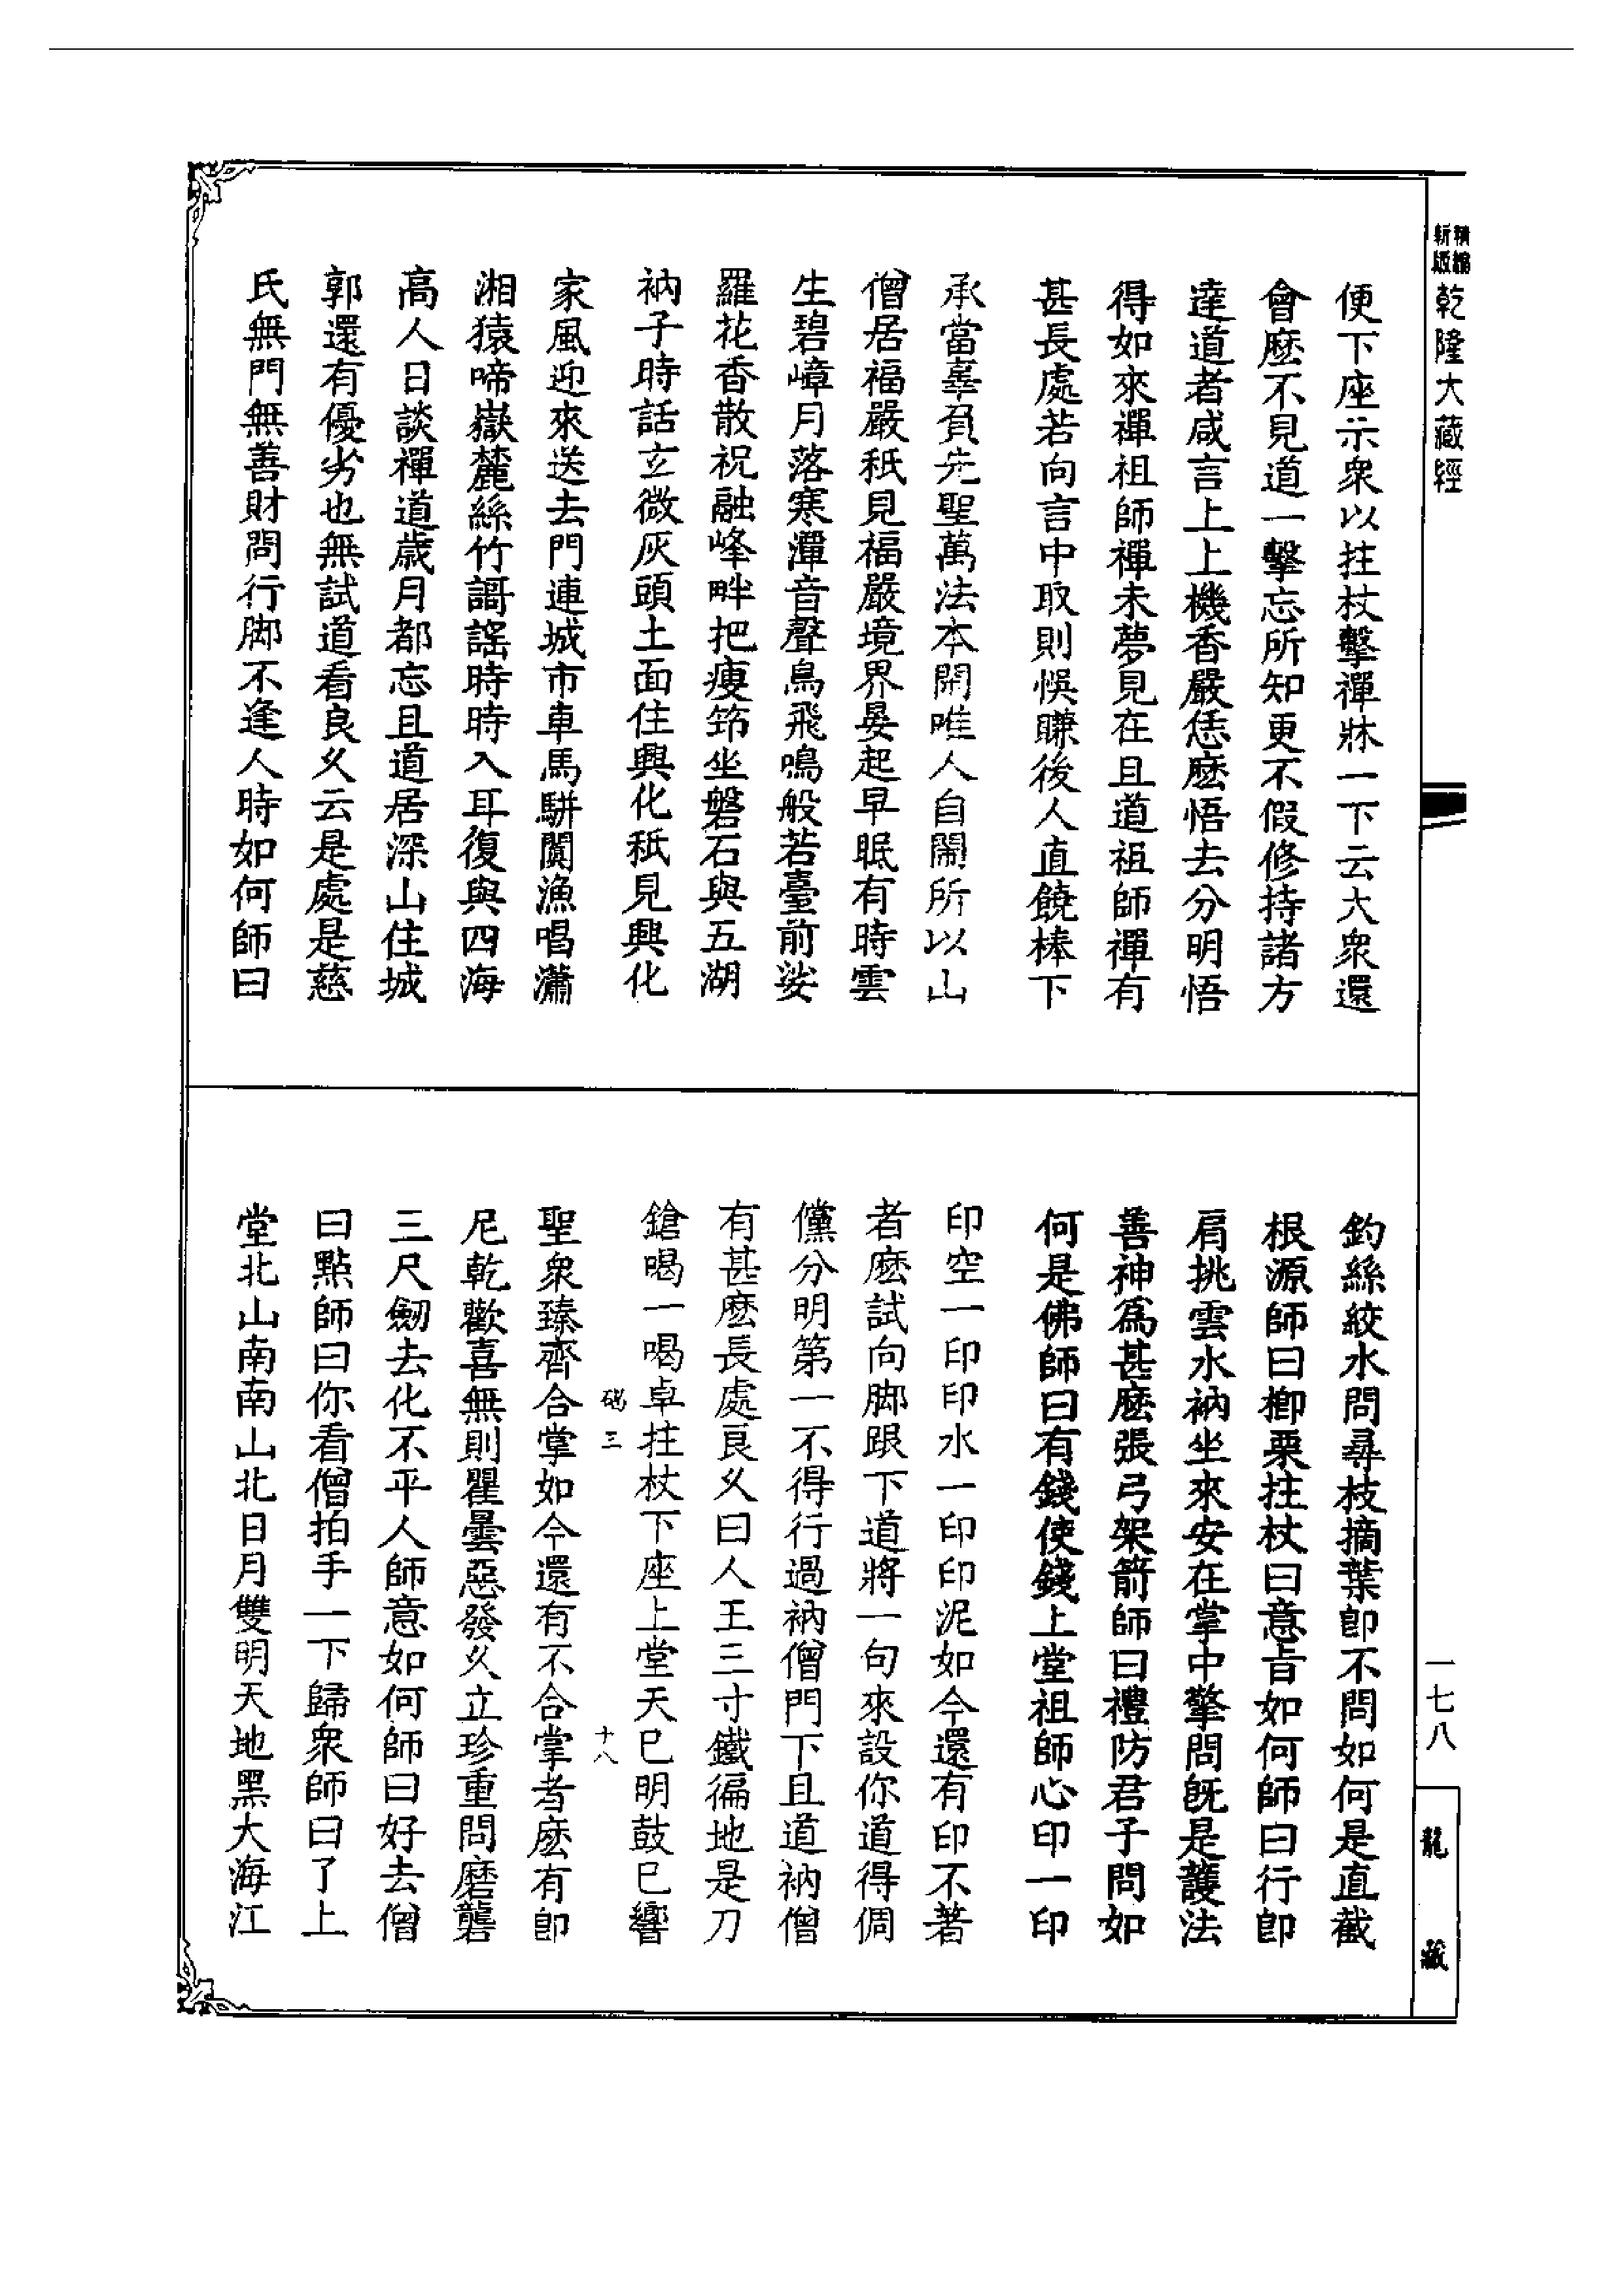 精編
新版
乾隆大藏經
便下座示衆以拄杖擊禪牀一下云大衆還
會麽不見道一擊忘所知更不假修持諸方
達道者咸言上上機香嚴恁麽悟去分明悟
得如來禪祖師禪未夢見在且道祖師禪有
甚長處若向言中取則悞賺後人直饒棒下
承當辜負先聖萬法本閑唯人自鬧所以山
僧居福嚴秖見福嚴境界晏起早眠有時雲
生碧嶂月落寒潭音聲鳥飛鳴般若臺前娑
羅花香散祝融峰畔把瘦筇坐磐石與五湖
衲子時話玄微灰頭土面住興化秖見興化
家風迎來送去門連城市車馬駢闐漁唱瀟
湘猿啼嶽麓絲竹謌謠時時入耳復與四海
高人日談禪道歲月都忘且道居深山住城
郭還有優劣也無試道看良久云是處是慈
氏無門無善財問行脚不逢人時如何師曰
釣絲絞水問尋枝摘葉卽不問如何是直截
根源師曰楖栗拄杖曰意旨如何師曰行卽
肩挑雲水衲坐來安在掌中擎問旣是護法
善神爲甚麽張弓架箭師曰禮防君子問如
何是佛師曰有錢使錢上堂祖師心印一印
印空一印印水一印印泥如今還有印不著
者麽試向脚跟下道將一句來設你道得倜
儻分明第一不得行過衲僧門下且道衲僧
有甚麽長處良久曰人王三寸鐵徧地是刀
鎗喝一喝卓拄杖下座上堂天巳明鼓巳響
碣三 十八
聖衆臻齊合掌如今還有不合掌者麽有卽
尼乾歡喜無則瞿曇惡發久立珍重問磨礱
三尺劒去化不平人師意如何師曰好去僧
曰點師曰你看僧拍手一下歸衆師曰了上
堂北山南南山北日月雙明天地黑大海江
一七八
龍藏